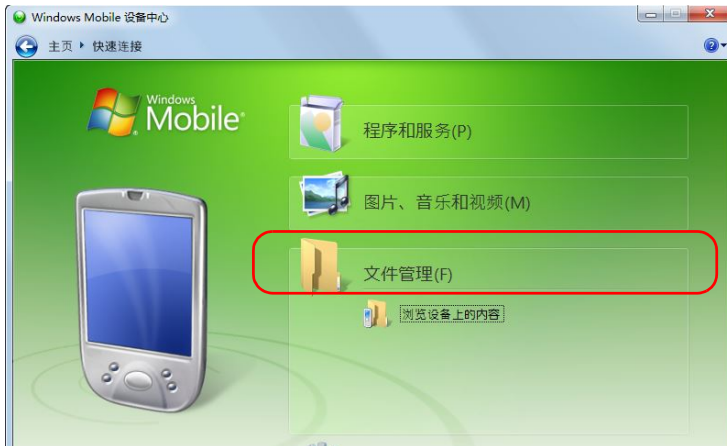 Windows Mobile 设备中心
主页 ▸ 快速连接
Windows
Mobile
程序和服务(P)
图片、音乐和视频(M)
文件管理(F)
浏览设备上的内容